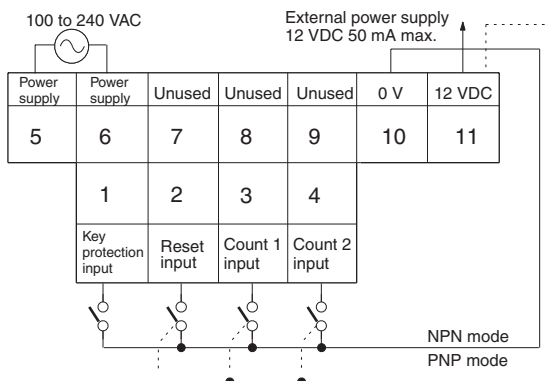 100 to 240 VAC
External power supply
12 VDC 50 mA max.
Power supply
Power supply
Unused
Unused
Unused
0 V
12 VDC
5
6
7
8
9
10
11
1
2
3
4
Key protection input
Reset input
Count 1 input
Count 2 input
NPN mode
PNP mode